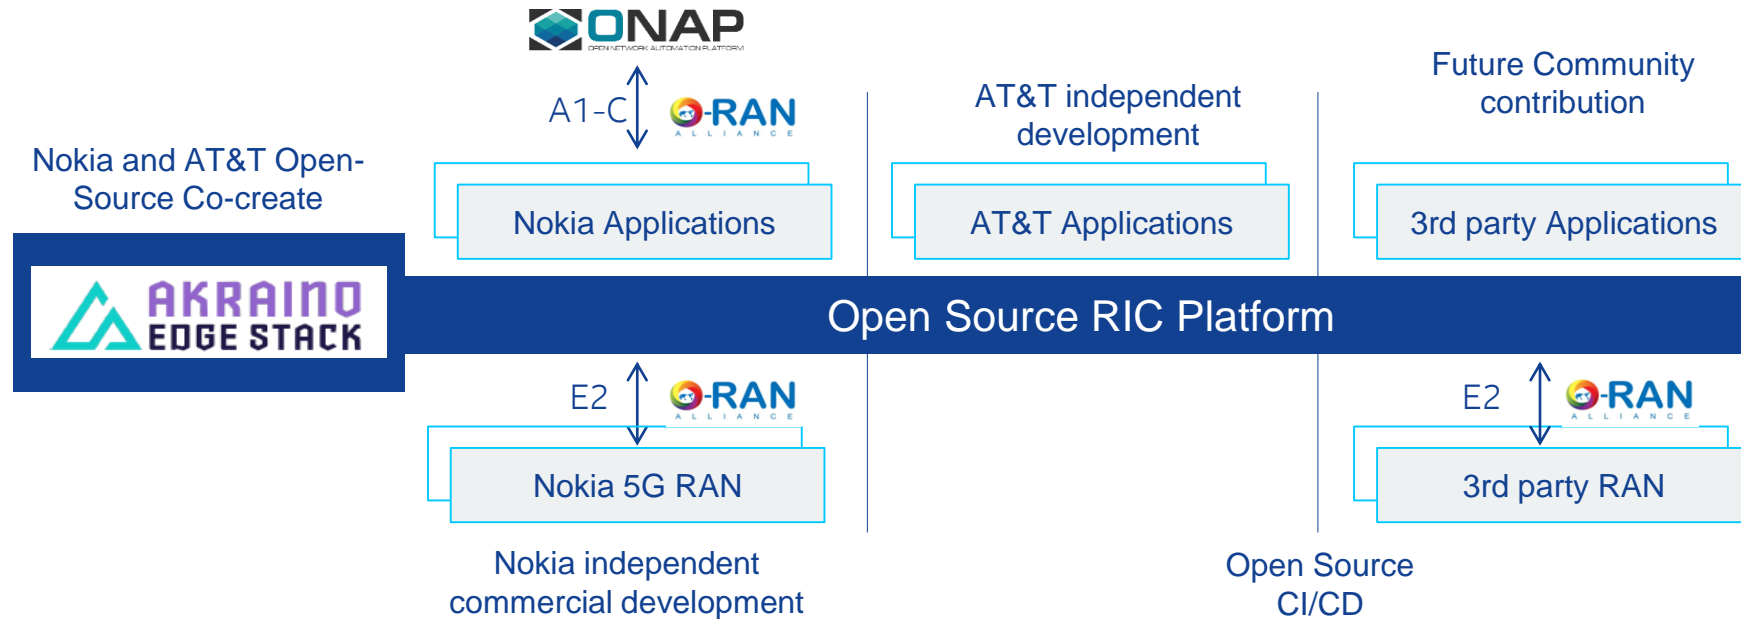 ONAP
OPEN NETWORK AUTOMATION PLATFORM
A1-C
O-RAN
ALLIANCE
AT&T independent
development
Future Community
contribution
Nokia and AT&T Open-
Source Co-create
Nokia Applications
AT&T Applications
3rd party Applications
AKRAINO
EDGE STACK
Open Source RIC Platform
E2
O-RAN
ALLIANCE
E2
O-RAN
ALLIANCE
Nokia 5G RAN
3rd party RAN
Nokia independent
commercial development
Open Source
CI/CD